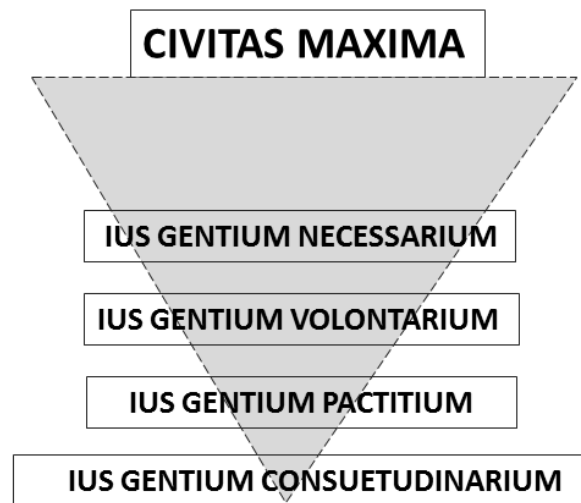 CIVITAS MAXIMA
IUS GENTIUM NECESSARIUM
IUS GENTIUM VOLONTARIUM
IUS GENTIUM PACTITIUM
IUS GENTIUM CONSUETUDINARIUM